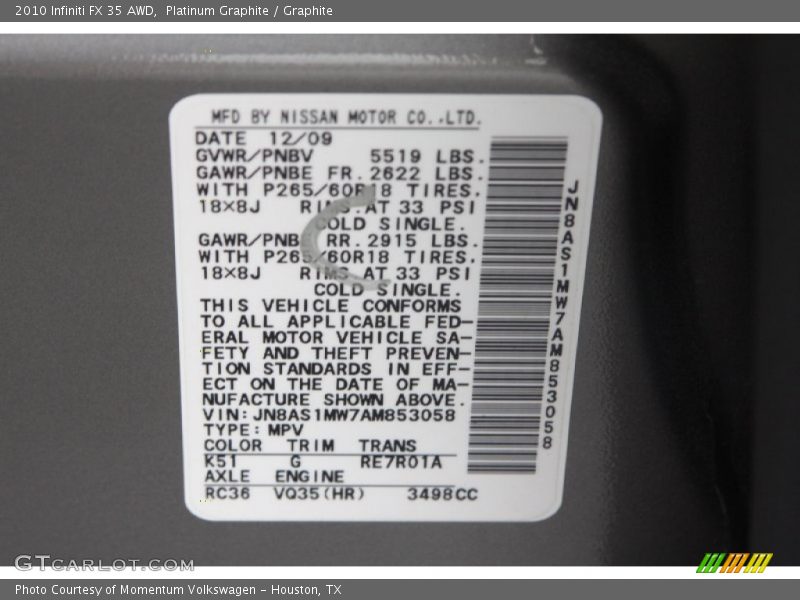 2010 Infiniti FX 35 AWD,  Platinum Graphite / Graphite
MFD BY NISSAN MOTOR CO.,LTD.
DATE 12/09
GVWR/PNBV 5519 LBS.
GAWR/PNBE FR. 2622 LBS.
WITH P265/60R18 TIRES.
18×8J RIMS.AT 33 PSI
COLD SINGLE.
GAWR/PNBE RR. 2915 LBS.
WITH P265/60R18 TIRES.
18×8J RIMS.AT 33 PSI
COLD SINGLE.
THIS VEHICLE CONFORMS
TO ALL APPLICABLE FED-
ERAL MOTOR VEHICLE SA-
FETY AND THEFT PREVEN-
TION STANDARDS IN EFF-
ECT ON THE DATE OF MA-
NUFACTURE SHOWN ABOVE.
VIN:JN8AS1MW7AM853058
TYPE:MPV
COLOR TRIM TRANS
K51 G RE7R01A
AXLE ENGINE
RC36 VQ35(HR) 3498CC
JN8AS1MW7AM853058
C
GTCARLOT.COM
Photo Courtesy of Momentum Volkswagen - Houston, TX